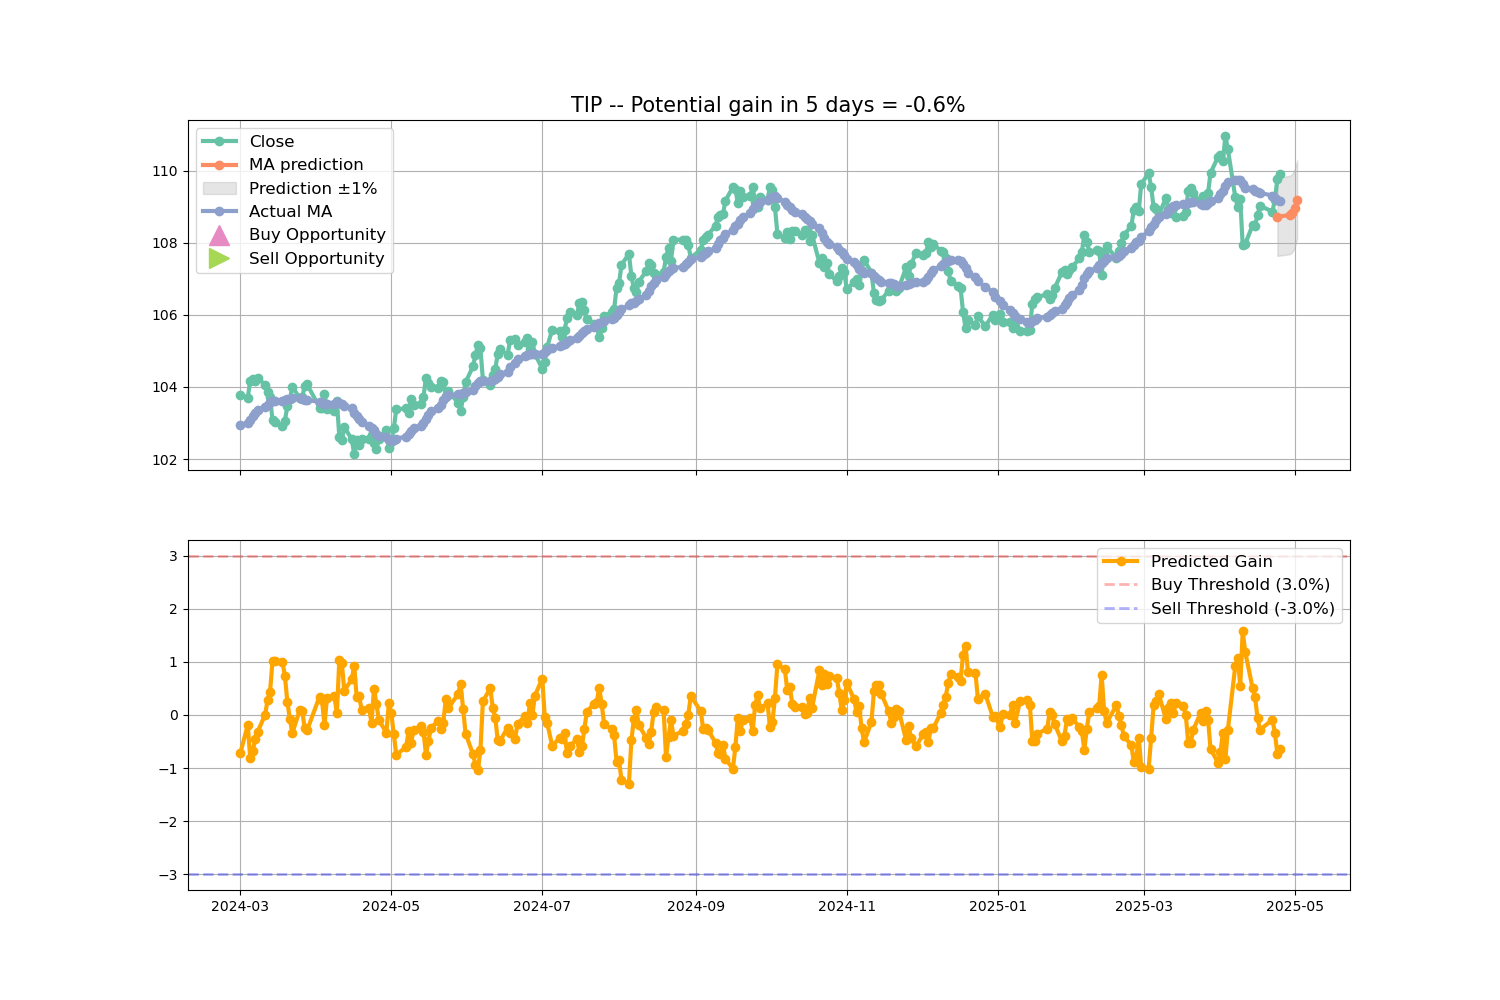 TIP -- Potential gain in 5 days = -0.6%
Close
MA prediction
Prediction ±1%
Actual MA
Buy Opportunity
Sell Opportunity
110
108
106
104
102
Predicted Gain
Buy Threshold (3.0%)
Sell Threshold (-3.0%)
3
2
1
0
−1
−2
−3
2024-03
2024-05
2024-07
2024-09
2024-11
2025-01
2025-03
2025-05